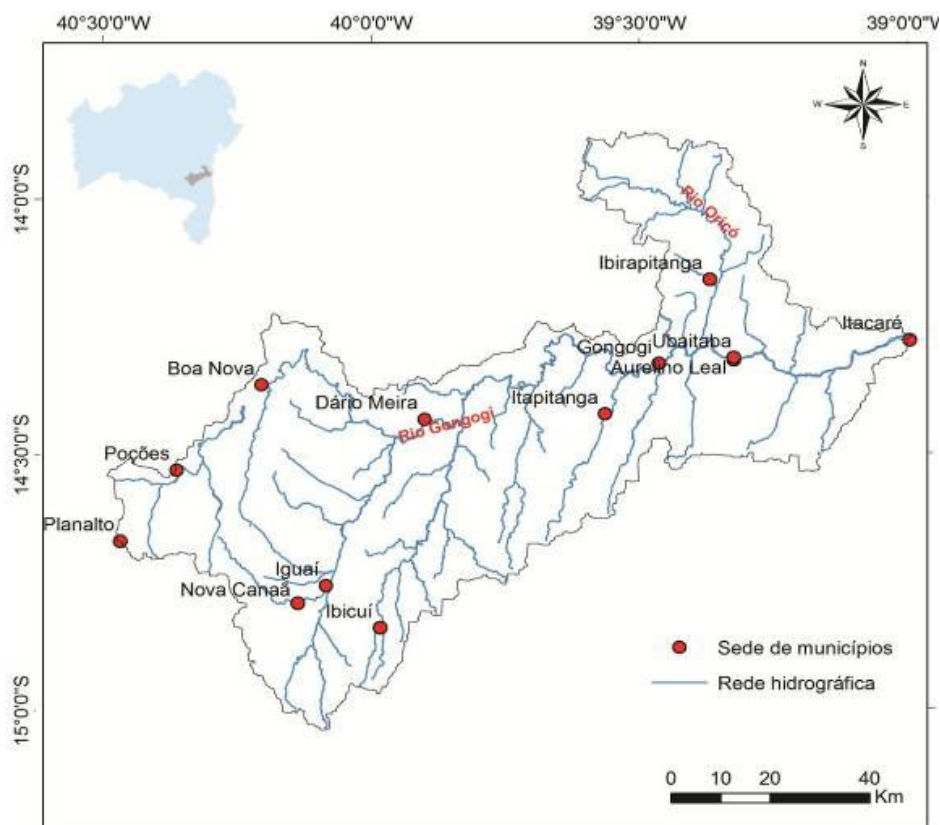 40°30'0"W
40°0'0"W
39°30'0"W
39°0'0"W
N
W
E
S
14°0'0"S
Rio Oricó
Ibirapitanga
Itacaré
Gongogi
Ubaitaba
Aurelino Leal
Boa Nova
Dário Meira
Itapitanga
Rio Gongogi
14°30'0"S
Poções
Planalto
Iguaí
Nova Canaã
Ibicuí
Sede de municípios
Rede hidrográfica
15°0'0"S
0 10 20 40
Km